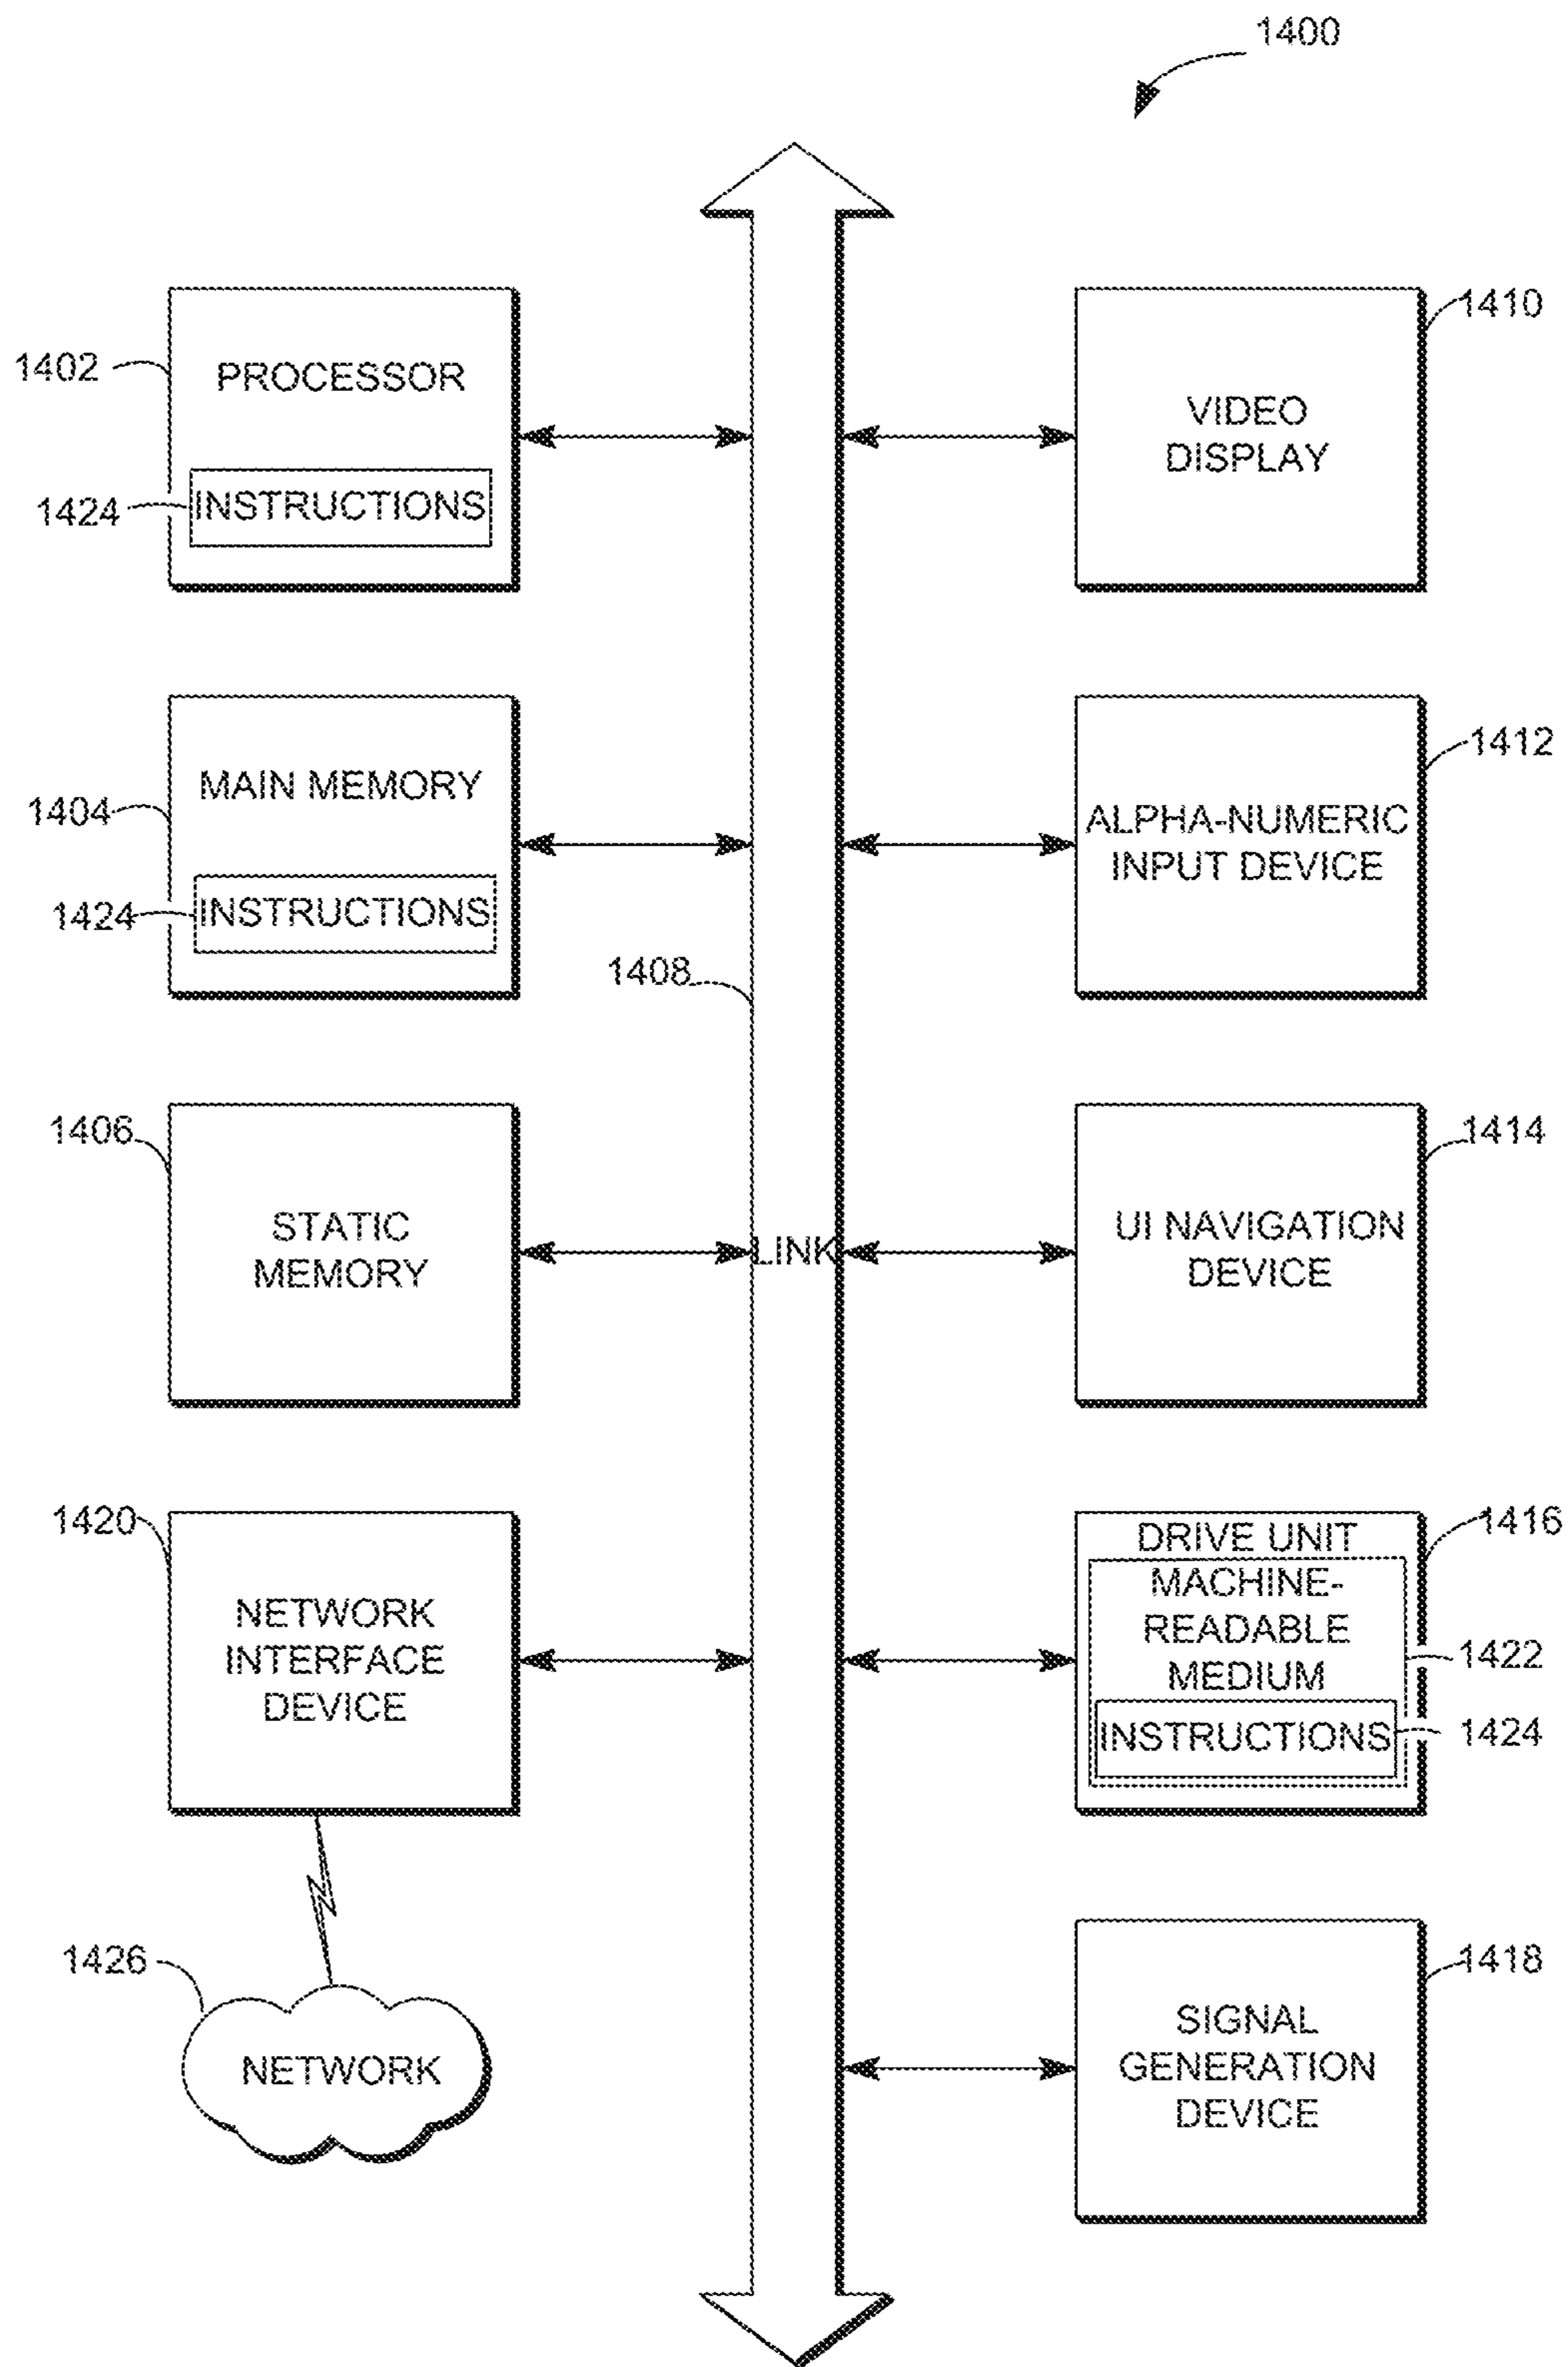 1400
1402
PROCESSOR
1424
INSTRUCTIONS
1404
MAIN MEMORY
1424
INSTRUCTIONS
1408
1406
STATIC
MEMORY
LINK
1420
NETWORK
INTERFACE
DEVICE
1426
NETWORK
1410
VIDEO
DISPLAY
1412
ALPHA-NUMERIC
INPUT DEVICE
1414
UI NAVIGATION
DEVICE
1416
DRIVE UNIT
MACHINE-
READABLE
MEDIUM
1422
INSTRUCTIONS
1424
1418
SIGNAL
GENERATION
DEVICE